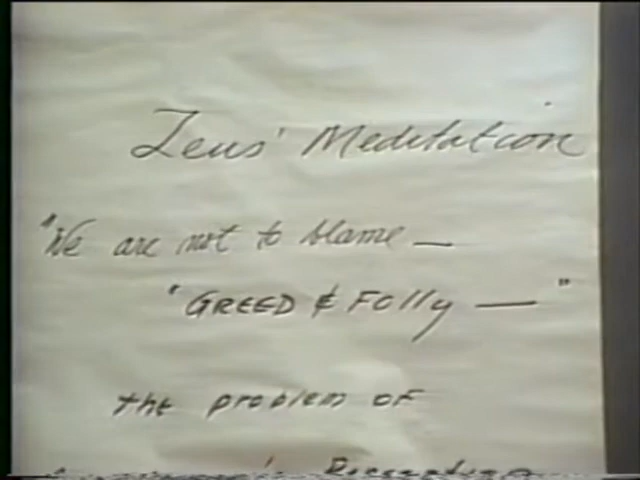 Zeus' Meditation
"We are not to blame —
'GREED & Folly — "
the problem of